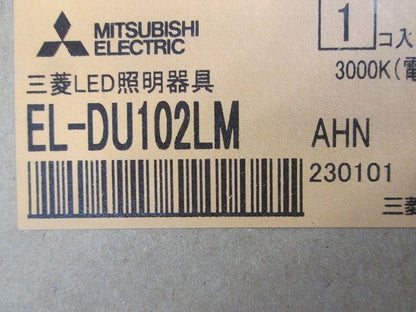 MITSUBISHI
ELECTRIC
1 コ入
3000K(電
三菱LED照明器具
EL-DU102LM AHN
230101
三菱